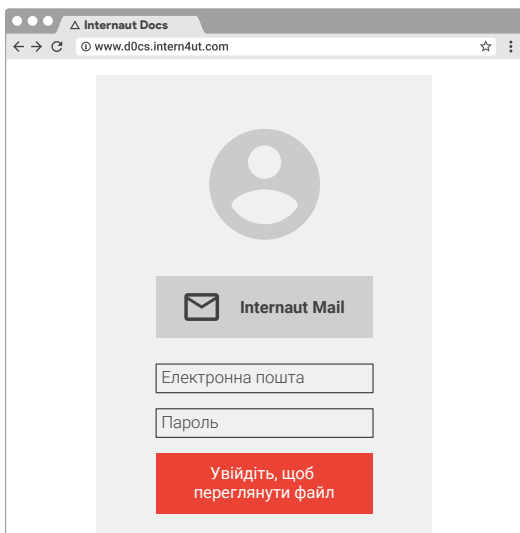 Internaut Docs
www.d0cs.intern4ut.com
Internaut Mail
Електронна пошта
Пароль
Увійдіть, щоб
переглянути файл